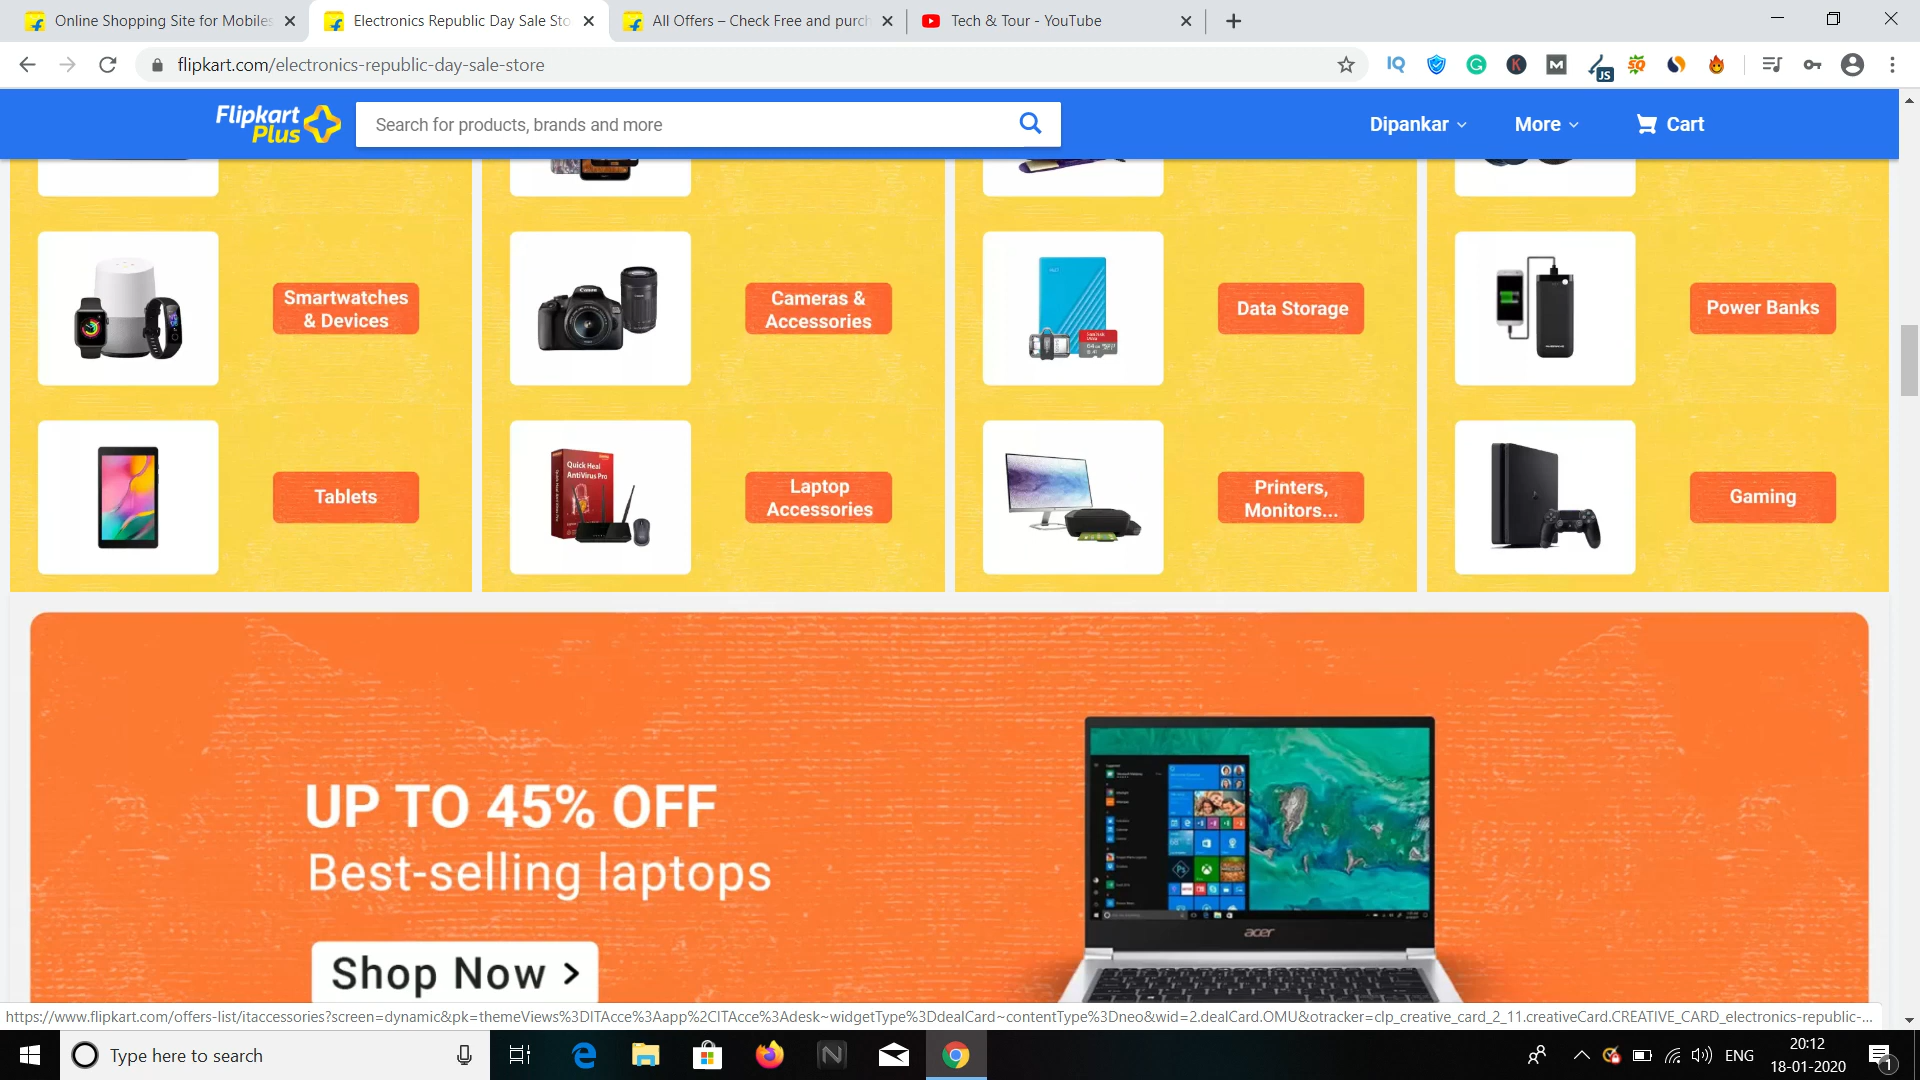 Online Shopping Site for Mobiles
Electronics Republic Day Sale Sto
All Offers – Check Free and purch
Tech & Tour - YouTube
flipkart.com/electronics-republic-day-sale-store
IQ
G
K
M
JS
SQ
Flipkart
Plus
Search for products, brands and more
Dipankar
More
Cart
Smartwatches
& Devices
Canon
Cameras &
Accessories
Data Storage
Power Banks
Tablets
Quick Heal
AntiVirus Pro
Laptop
Accessories
Printers,
Monitors...
Gaming
UP TO 45% OFF
Best-selling laptops
Shop Now >
acer
https://www.flipkart.com/offers-list/itaccessories?screen=dynamic&pk=themeViews%3DITAcce%3Aapp%2CITAcce%3Adesk~widgetType%3DdealCard~contentType%3Dneo&wid=2.dealCard.OMU&otracker=clp_creative_card_2_11.creativeCard.CREATIVE_CARD_electronics-republic-...
Type here to search
N
ENG
20:12
18-01-2020
1